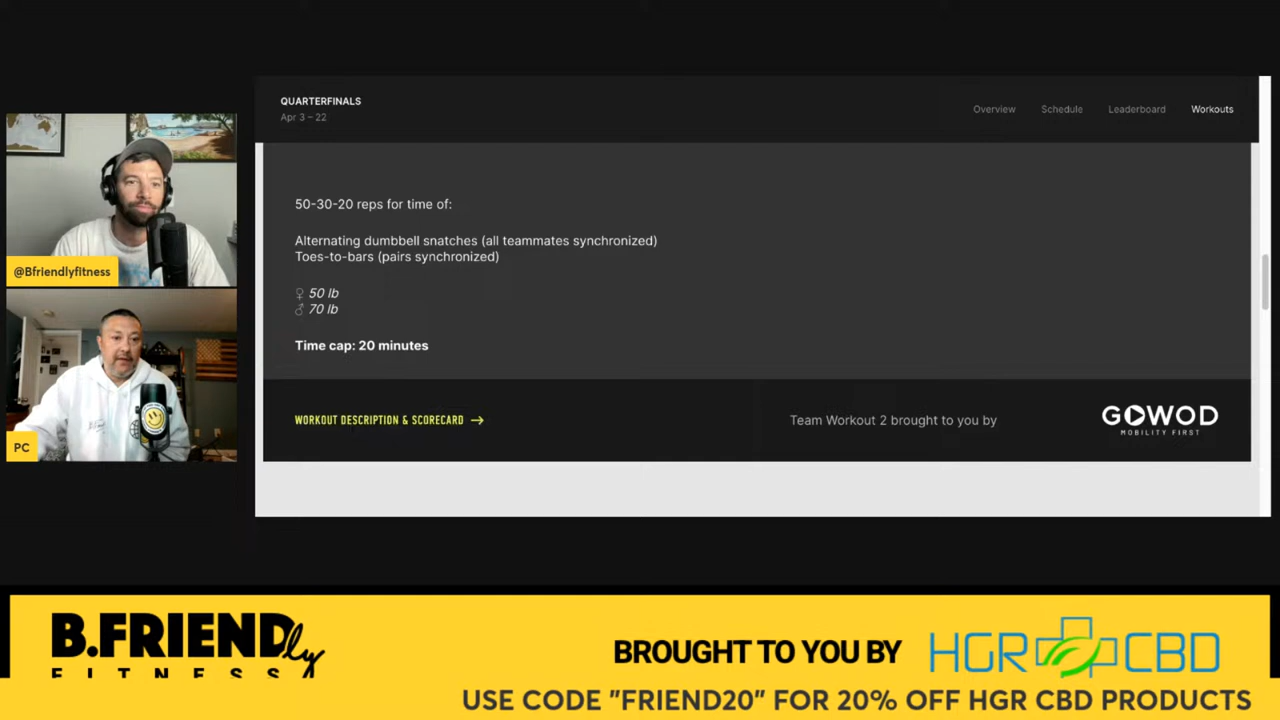 QUARTERFINALS
Apr 3 – 22
Overview
Schedule
Leaderboard
Workouts
50-30-20 reps for time of:
Alternating dumbbell snatches (all teammates synchronized)
Toes-to-bars (pairs synchronized)
♀ 50 lb
♂ 70 lb
Time cap: 20 minutes
WORKOUT DESCRIPTION & SCORECARD →
Team Workout 2 brought to you by
GOWOD
MOBILITY FIRST
@Bfriendlyfitness
PC
B.FRIENDly
FITNESS
BROUGHT TO YOU BY
HGR CBD
USE CODE "FRIEND20" FOR 20% OFF HGR CBD PRODUCTS